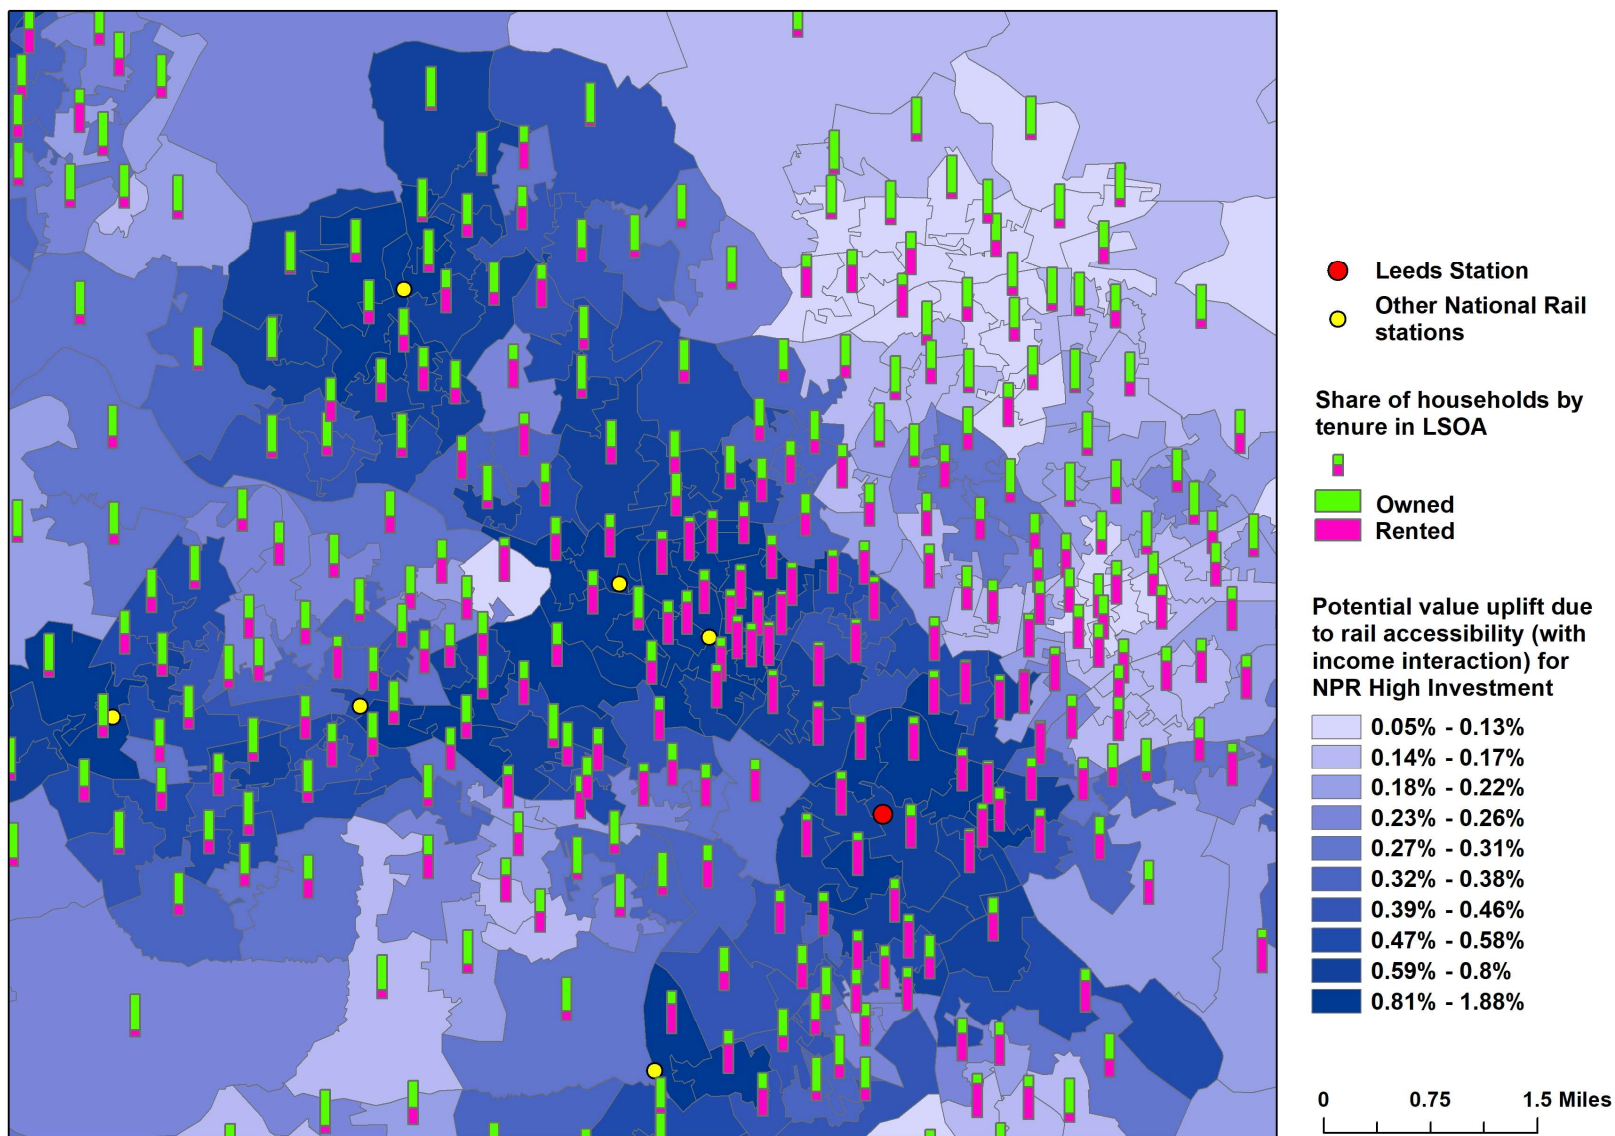 Leeds Station
Other National Rail
stations
Share of households by
tenure in LSOA
Owned
Rented
Potential value uplift due
to rail accessibility (with
income interaction) for
NPR High Investment
0.05% - 0.13%
0.14% - 0.17%
0.18% - 0.22%
0.23% - 0.26%
0.27% - 0.31%
0.32% - 0.38%
0.39% - 0.46%
0.47% - 0.58%
0.59% - 0.8%
0.81% - 1.88%
0 0.75 1.5 Miles